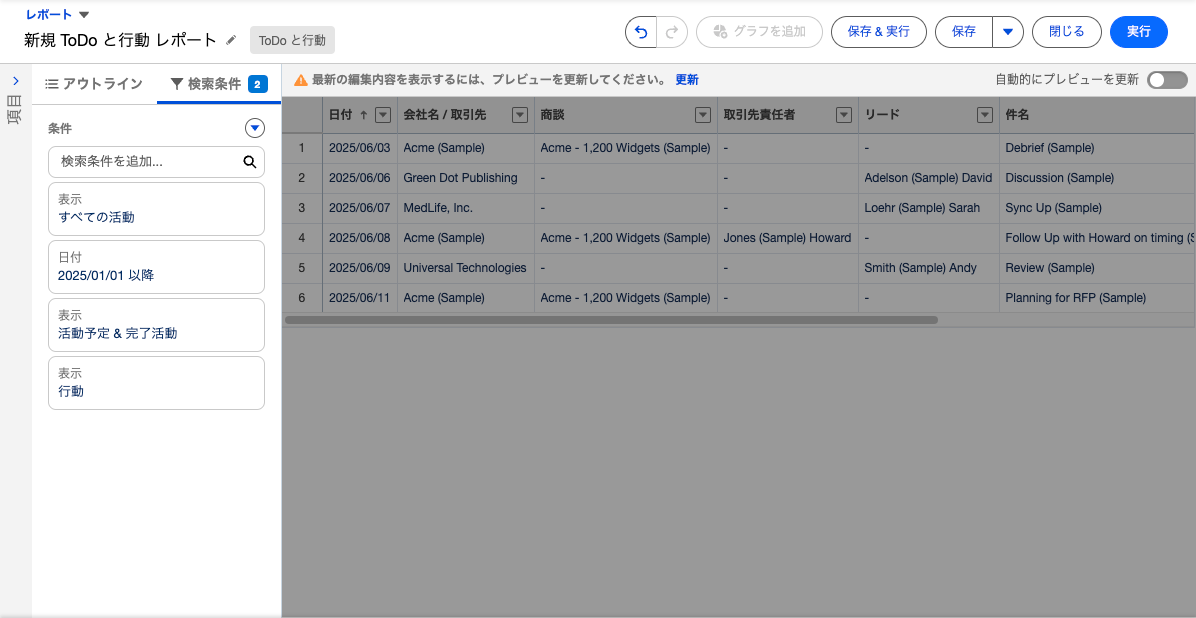 レポート
新規 ToDo と行動 レポート
ToDo と行動
グラフを追加
保存 & 実行
保存
閉じる
実行
項目
アウトライン
検索条件 2
条件
検索条件を追加...
表示
すべての活動
日付
2025/01/01 以降
表示
活動予定 & 完了活動
表示
行動
最新の編集内容を表示するには、プレビューを更新してください。 更新
自動的にプレビューを更新
日付 ↑ 会社名 / 取引先 商談 取引先責任者 リード 件名
1 2025/06/03 Acme (Sample) Acme - 1,200 Widgets (Sample) - - Debrief (Sample)
2 2025/06/06 Green Dot Publishing - - Adelson (Sample) David Discussion (Sample)
3 2025/06/07 MedLife, Inc. - - Loehr (Sample) Sarah Sync Up (Sample)
4 2025/06/08 Acme (Sample) Acme - 1,200 Widgets (Sample) Jones (Sample) Howard - Follow Up with Howard on timing (S
5 2025/06/09 Universal Technologies - - Smith (Sample) Andy Review (Sample)
6 2025/06/11 Acme (Sample) Acme - 1,200 Widgets (Sample) - - Planning for RFP (Sample)